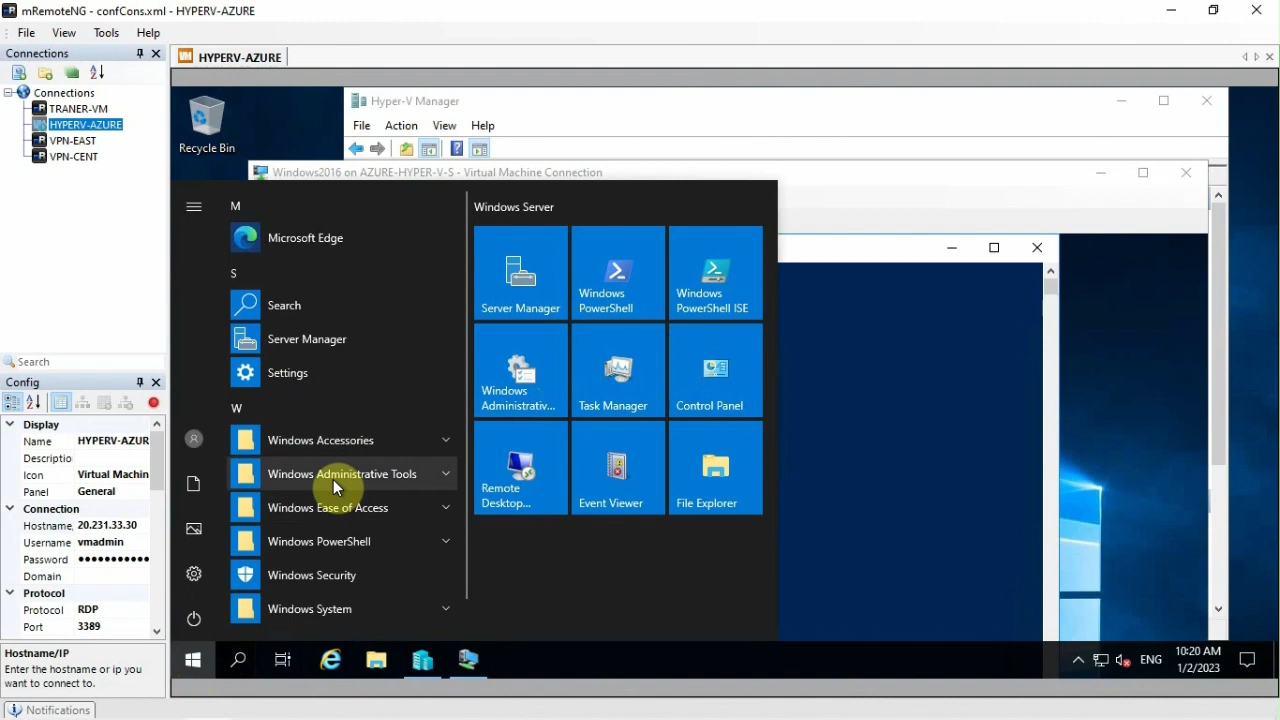 mRemoteNG - confCons.xml - HYPERV-AZURE
File View Tools Help
Connections
Connections
TRANER-VM
HYPERV-AZURE
VPN-EAST
VPN-CENT
Search
Config
Display
Name HYPERV-AZUR
Descriptio
Icon Virtual Machin
Panel General
Connection
Hostname, 20.231.33.30
Username vmadmin
Password ●●●●●●●●●●●
Domain
Protocol
Protocol RDP
Port 3389
Hostname/IP
Enter the hostname or ip you
want to connect to.
Notifications
HYPERV-AZURE
Recycle Bin
Hyper-V Manager
File Action View Help
Windows2016 on AZURE-HYPER-V-S - Virtual Machine Connection
M
Microsoft Edge
S
Search
Server Manager
Settings
W
Windows Accessories
Windows Administrative Tools
Windows Ease of Access
Windows PowerShell
Windows Security
Windows System
Windows Server
Server Manager
Windows
PowerShell
Windows
PowerShell ISE
Windows
Administrativ...
Task Manager
Control Panel
Remote
Desktop...
Event Viewer
File Explorer
ENG
10:20 AM
1/2/2023